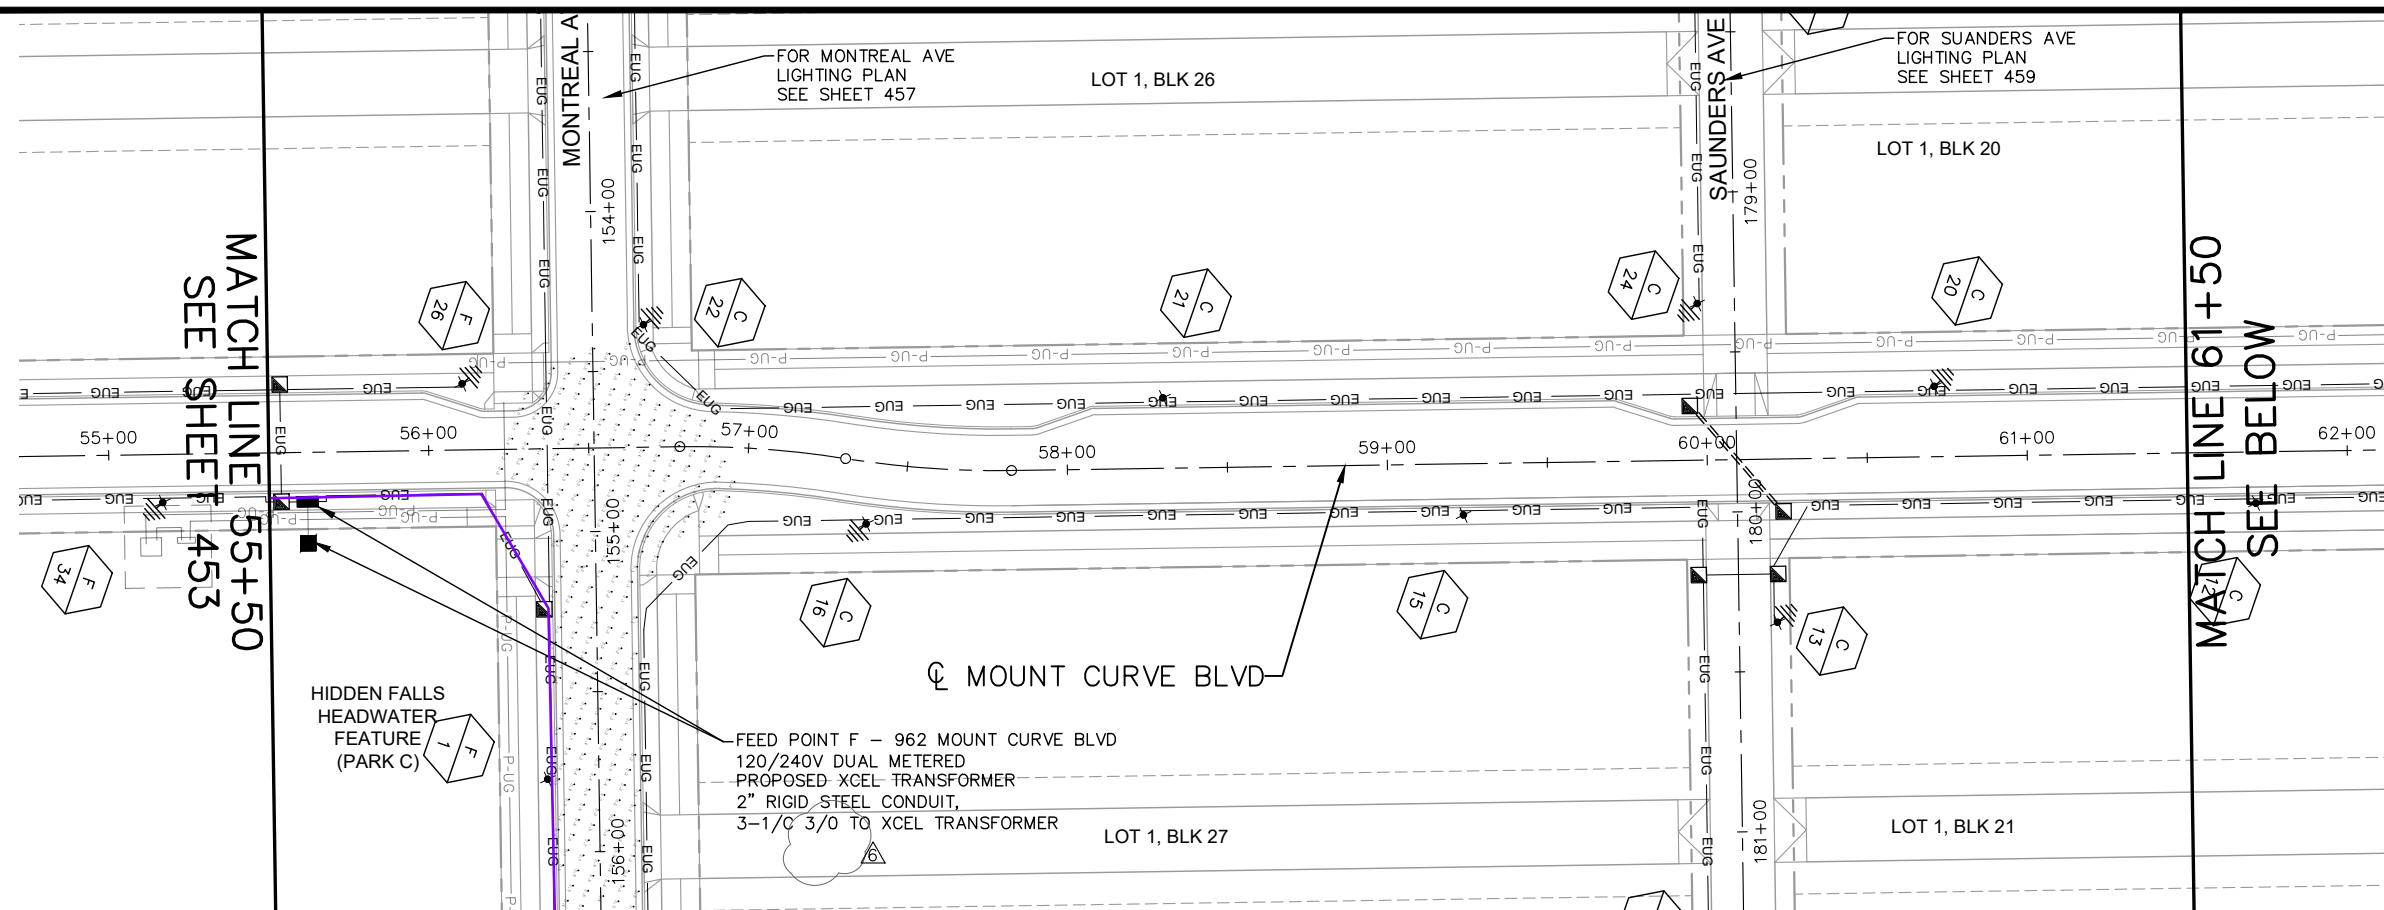 MONTREAL A
FOR MONTREAL AVE
LIGHTING PLAN
SEE SHEET 457
LOT 1, BLK 26
SAUNDERS AVE
FOR SUANDERS AVE
LIGHTING PLAN
SEE SHEET 459
LOT 1, BLK 20
154+00
179+00
MATCH LINE 55+50
SEE SHEET 453
MATCH LINE 61+50
SEE BELOW
F
26
C
22
C
21
C
24
C
20
P-UG
EUG
55+00
56+00
57+00
58+00
59+00
60+00
61+00
62+00
155+00
180+00
F
34
C
16
C
15
C
13
C
12
℄ MOUNT CURVE BLVD
HIDDEN FALLS
HEADWATER
FEATURE
(PARK C)
F
1
FEED POINT F - 962 MOUNT CURVE BLVD
120/240V DUAL METERED
PROPOSED XCEL TRANSFORMER
2" RIGID STEEL CONDUIT,
3-1/C 3/0 TO XCEL TRANSFORMER
6
156+00
181+00
LOT 1, BLK 27
LOT 1, BLK 21